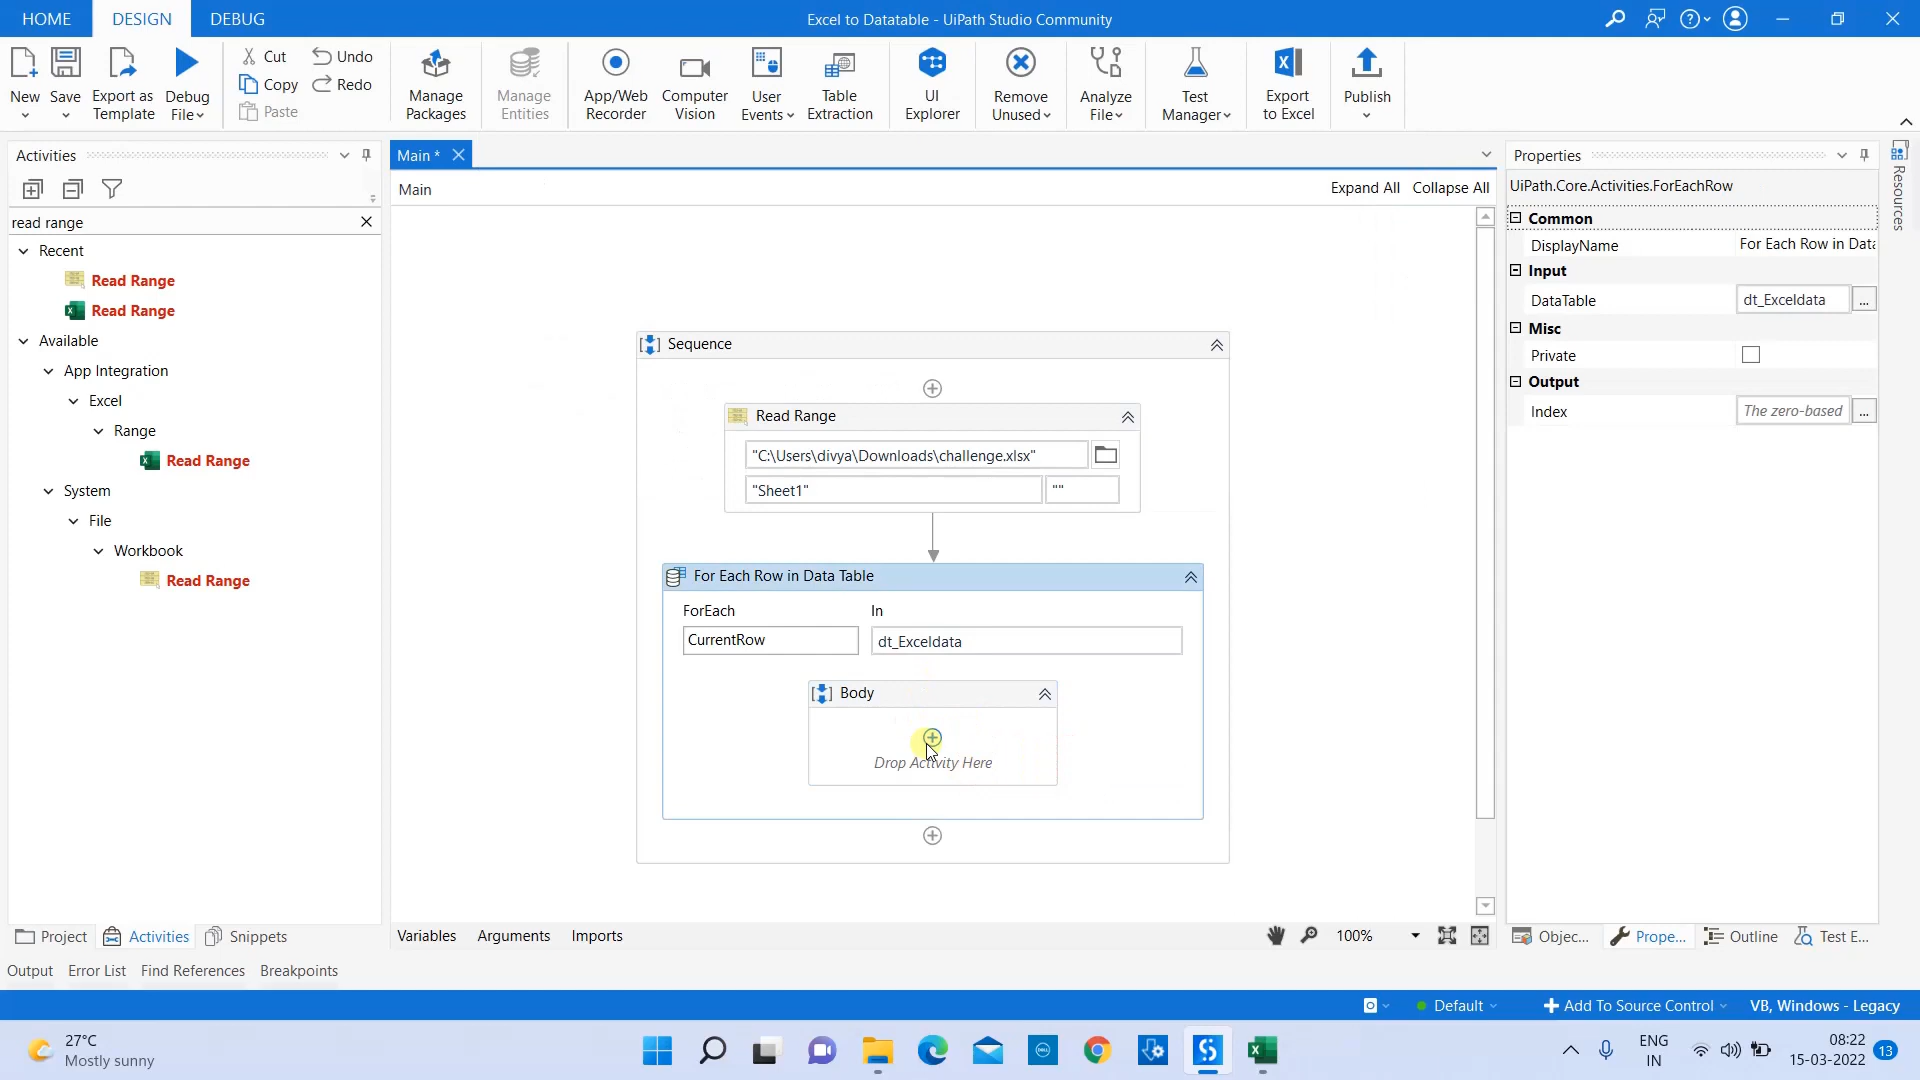 HOME DESIGN DEBUG
Excel to Datatable - UiPath Studio Community
New Save Export as Template Debug File
Cut Copy Paste Undo Redo
Manage Packages Manage Entities App/Web Recorder Computer Vision User Events Table Extraction UI Explorer Remove Unused Analyze File Test Manager Export to Excel Publish
Activities
read range
Recent
Read Range
Read Range
Available
App Integration
Excel
Range
Read Range
System
File
Workbook
Read Range
Project Activities Snippets
Main *
Main Expand All Collapse All
Sequence
Read Range
"C:\Users\divya\Downloads\challenge.xlsx"
"Sheet1" ""
For Each Row in Data Table
ForEach In
CurrentRow dt_Exceldata
Body
Drop Activity Here
Variables Arguments Imports 100%
Properties
UiPath.Core.Activities.ForEachRow
Common
DisplayName For Each Row in Data
Input
DataTable dt_Exceldata ...
Misc
Private
Output
Index The zero-based ...
Resources
Objec... Prope... Outline Test E...
Output Error List Find References Breakpoints
Default Add To Source Control VB, Windows - Legacy
27°C
Mostly sunny
DELL
ENG
IN
08:22
15-03-2022 13